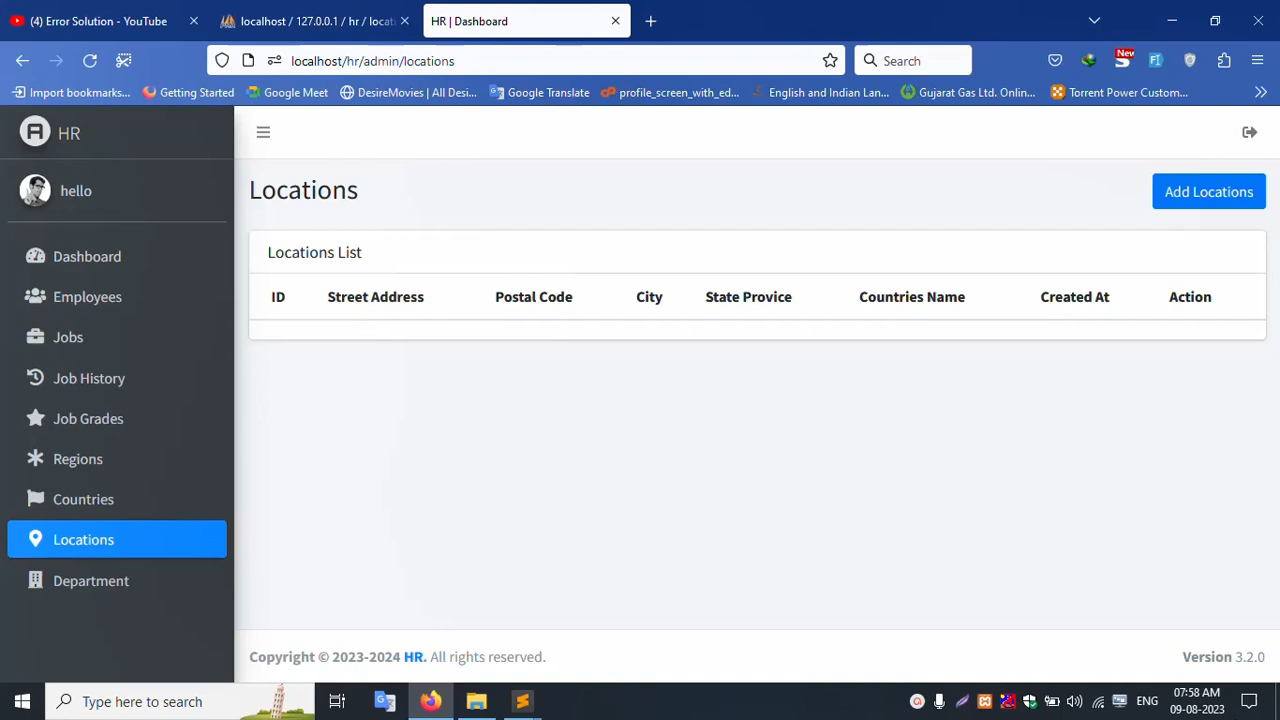 (4) Error Solution - YouTube
localhost / 127.0.0.1 / hr / locat
HR | Dashboard
localhost/hr/admin/locations
Search
New
Import bookmarks...
Getting Started
Google Meet
DesireMovies | All Desi...
Google Translate
profile_screen_with_ed...
English and Indian Lan...
Gujarat Gas Ltd. Onlin...
Torrent Power Custom...
HR
hello
Dashboard
Employees
Jobs
Job History
Job Grades
Regions
Countries
Locations
Department
Locations
Add Locations
Locations List
ID Street Address Postal Code City State Provice Countries Name Created At Action
Copyright © 2023-2024 HR. All rights reserved.
Version 3.2.0
Type here to search
ENG
07:58 AM
09-08-2023